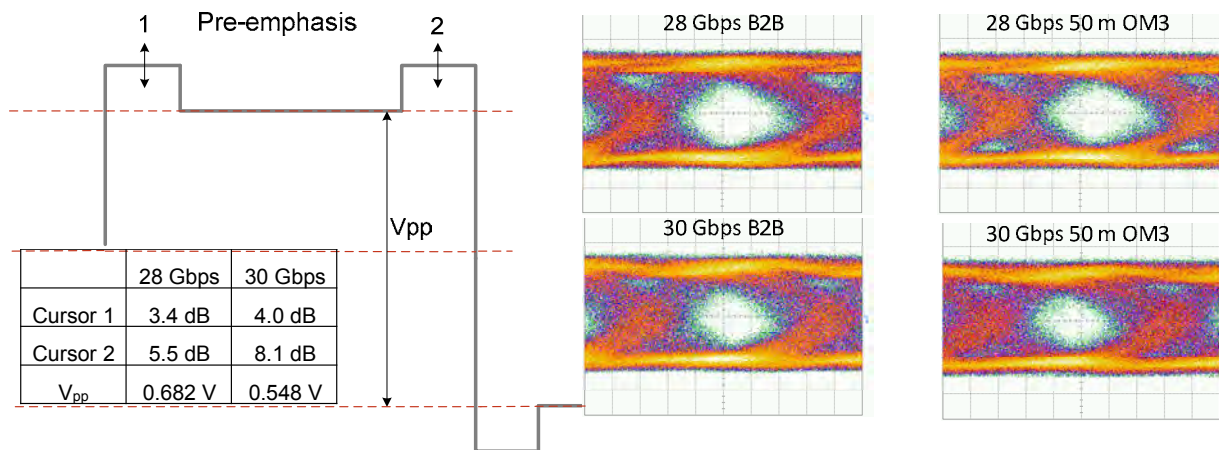 1 Pre-emphasis 2
Vpp
28 Gbps 30 Gbps
Cursor 1 3.4 dB 4.0 dB
Cursor 2 5.5 dB 8.1 dB
Vpp 0.682 V 0.548 V
28 Gbps B2B
28 Gbps 50 m OM3
30 Gbps B2B
30 Gbps 50 m OM3